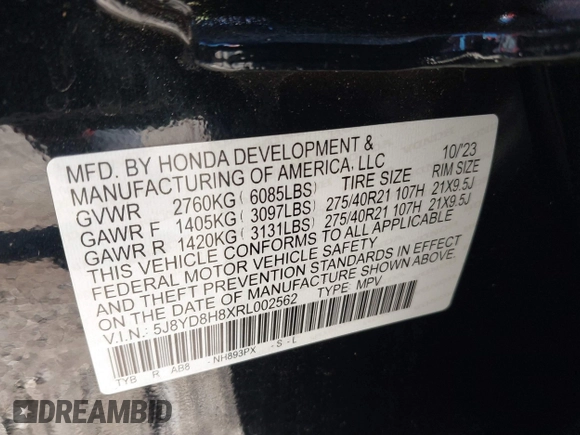 MFD. BY HONDA DEVELOPMENT &
MANUFACTURING OF AMERICA, LLC 10/'23
GVWR 2760KG ( 6085LBS) TIRE SIZE RIM SIZE
GAWR F 1405KG ( 3097LBS) 275/40R21 107H 21X9.5J
GAWR R 1420KG ( 3131LBS) 275/40R21 107H 21X9.5J
THIS VEHICLE CONFORMS TO ALL APPLICABLE
FEDERAL MOTOR VEHICLE SAFETY
AND THEFT PREVENTION STANDARDS IN EFFECT
ON THE DATE OF MANUFACTURE SHOWN ABOVE.
V.I.N.: 5J8YD8H8XRL002562 TYPE MPV
TYB R AB8 -NH893PX -S -L
DREAMBID